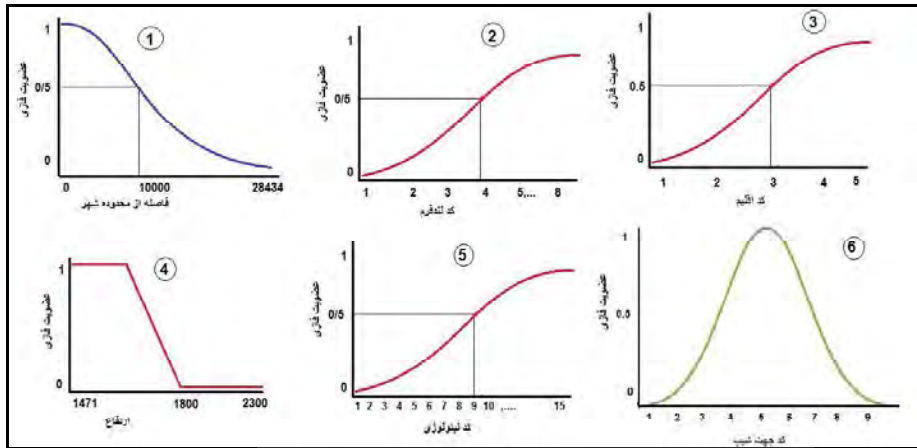 1
1
عضویت فازی
0/5
0
0 10000 28434
فاصله از محدوده شهر
2
1
عضویت فازی
0/5
0
1 2 3 4 5,... 8
کد لندفرم
3
1
عضویت فازی
0.5
0
1 2 3 4 5
کد اقلیم
4
1
عضویت فازی
0
1471 1800 2300
ارتفاع
5
1
عضویت فازی
0/5
0
1 2 3 4 5 6 7 8 9 10 ,.... 15
کد لیتولوژی
6
1
عضویت فازی
0.5
0
1 2 3 4 5 6 7 8 9
کد جهت شیب